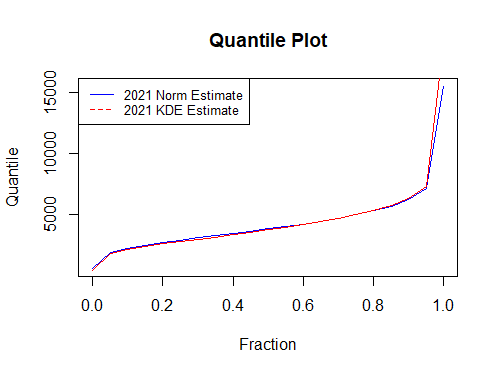 Quantile Plot
2021 Norm Estimate
2021 KDE Estimate
15000
10000
5000
Quantile
0.0 0.2 0.4 0.6 0.8 1.0
Fraction